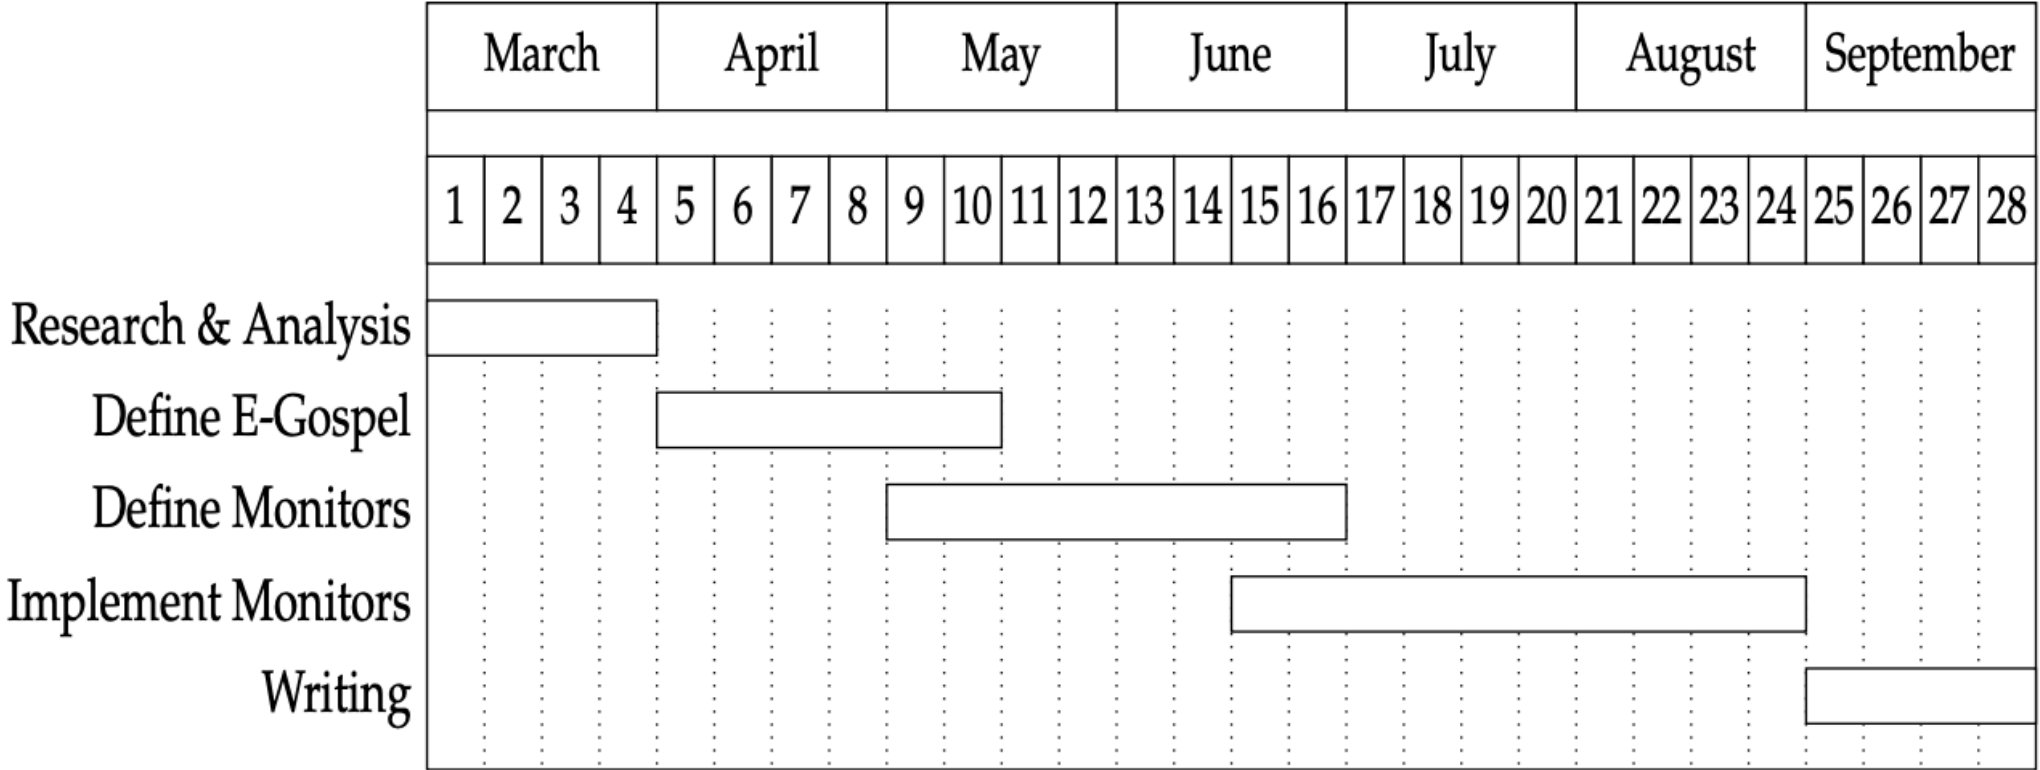 March April May June July August September
1 2 3 4 5 6 7 8 9 10 11 12 13 14 15 16 17 18 19 20 21 22 23 24 25 26 27 28
Research & Analysis
Define E-Gospel
Define Monitors
Implement Monitors
Writing